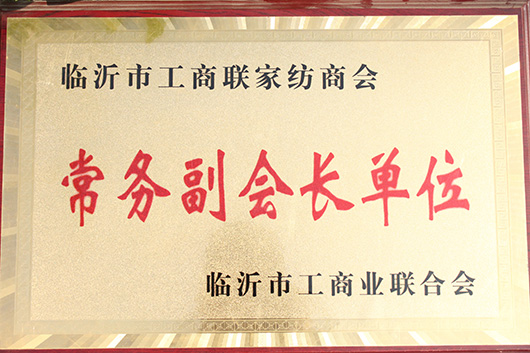 临沂市工商联家纺商会
常务副会长单位
临沂市工商业联合会